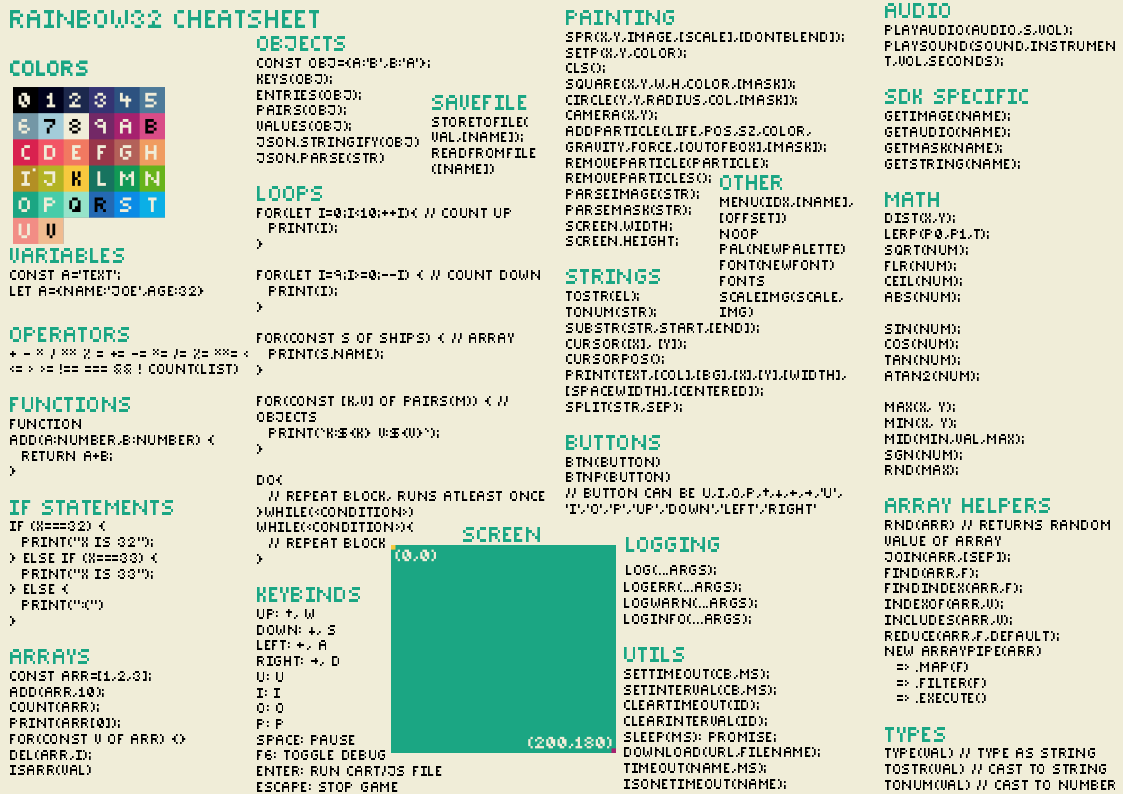 RAINBOW32 CHEATSHEET
COLORS
0 1 2 3 4 5
6 7 8 9 A B
C D E F G H
I J K L M N
O P Q R S T
U V
VARIABLES
CONST A='TEXT';
LET A={NAME:'JOE',AGE:32}
OPERATORS
+ - * / ** % = += -= *= /= %= **= <
<= > >= !== === && ! COUNT(LIST)
FUNCTIONS
FUNCTION
ADD(A:NUMBER,B:NUMBER) {
RETURN A+B;
}
IF STATEMENTS
IF (X===32) {
PRINT("X IS 32");
} ELSE IF (X===33) {
PRINT("X IS 33");
} ELSE {
PRINT(":(")
}
ARRAYS
CONST ARR=[1,2,3];
ADD(ARR,10);
COUNT(ARR);
PRINT(ARR[0]);
FOR(CONST V OF ARR) {}
DEL(ARR,I);
ISARR(VAL)
OBJECTS
CONST OBJ={A:'B',B:'A'};
KEYS(OBJ);
ENTRIES(OBJ);
PAIRS(OBJ);
VALUES(OBJ);
JSON.STRINGIFY(OBJ)
JSON.PARSE(STR)
SAVEFILE
STORETOFILE(
VAL,[NAME]);
READFROMFILE
([NAME])
LOOPS
FOR(LET I=0;I<10;++I){ // COUNT UP
PRINT(I);
}
FOR(LET I=9;I>=0;--I) { // COUNT DOWN
PRINT(I);
}
FOR(CONST S OF SHIPS) { // ARRAY
PRINT(S.NAME);
}
FOR(CONST [K,V] OF PAIRS(M)) { //
OBJECTS
PRINT(`K:${K} V:${V}`);
}
DO{
// REPEAT BLOCK, RUNS ATLEAST ONCE
}WHILE(<CONDITION>)
WHILE(<CONDITION>){
// REPEAT BLOCK
}
KEYBINDS
UP: ↑, W
DOWN: ↓, S
LEFT: ←, A
RIGHT: →, D
U: U
I: I
O: O
P: P
SPACE: PAUSE
F6: TOGGLE DEBUG
ENTER: RUN CART/JS FILE
ESCAPE: STOP GAME
SCREEN
(0,0)
(200,180)
PAINTING
SPR(X,Y,IMAGE,[SCALE],[DONTBLEND]);
SETP(X,Y,COLOR);
CLS();
SQUARE(X,Y,W,H,COLOR,[MASK]);
CIRCLE(Y,Y,RADIUS,COL,[MASK]);
CAMERA(X,Y);
ADDPARTICLE(LIFE,POS,SZ,COLOR,
GRAVITY,FORCE,[OUTOFBOX],[MASK]);
REMOVEPARTICLE(PARTICLE);
REMOVEPARTICLES();
PARSEIMAGE(STR);
PARSEMASK(STR);
SCREEN.WIDTH;
SCREEN.HEIGHT;
OTHER
MENU(IDX,[NAME],
[OFFSET])
NOOP
PAL(NEWPALETTE)
FONT(NEWFONT)
FONTS
SCALEIMG(SCALE,
IMG)
STRINGS
TOSTR(EL);
TONUM(STR);
SUBSTR(STR,START,[END]);
CURSOR([X], [Y]);
CURSORPOS();
PRINT(TEXT,[COL],[BG],[X],[Y],[WIDTH],
[SPACEWIDTH],[CENTERED]);
SPLIT(STR,SEP);
BUTTONS
BTN(BUTTON)
BTNP(BUTTON)
// BUTTON CAN BE U,I,O,P,↑,↓,←,→,'U',
'I','O','P','UP','DOWN','LEFT','RIGHT'
LOGGING
LOG(...ARGS);
LOGERR(...ARGS);
LOGWARN(...ARGS);
LOGINFO(...ARGS);
UTILS
SETTIMEOUT(CB,MS);
SETINTERVAL(CB,MS);
CLEARTIMEOUT(ID);
CLEARINTERVAL(ID);
SLEEP(MS): PROMISE;
DOWNLOAD(URL,FILENAME);
TIMEOUT(NAME,MS);
ISONETIMEOUT(NAME);
AUDIO
PLAYAUDIO(AUDIO,S,VOL);
PLAYSOUND(SOUND,INSTRUMEN
T,VOL,SECONDS);
SDK SPECIFIC
GETIMAGE(NAME);
GETAUDIO(NAME);
GETMASK(NAME);
GETSTRING(NAME);
MATH
DIST(X,Y);
LERP(P0,P1,T);
SQRT(NUM);
FLR(NUM);
CEIL(NUM);
ABS(NUM);
SIN(NUM);
COS(NUM);
TAN(NUM);
ATAN2(NUM);
MAX(X, Y);
MIN(X, Y);
MID(MIN,VAL,MAX);
SGN(NUM);
RND(MAX);
ARRAY HELPERS
RND(ARR) // RETURNS RANDOM
VALUE OF ARRAY
JOIN(ARR,[SEP]);
FIND(ARR,F);
FINDINDEX(ARR,F);
INDEXOF(ARR,V);
INCLUDES(ARR,V);
REDUCE(ARR,F,DEFAULT);
NEW ARRAYPIPE(ARR)
=> .MAP(F)
=> .FILTER(F)
=> .EXECUTE()
TYPES
TYPE(VAL) // TYPE AS STRING
TOSTR(VAL) // CAST TO STRING
TONUM(VAL) // CAST TO NUMBER